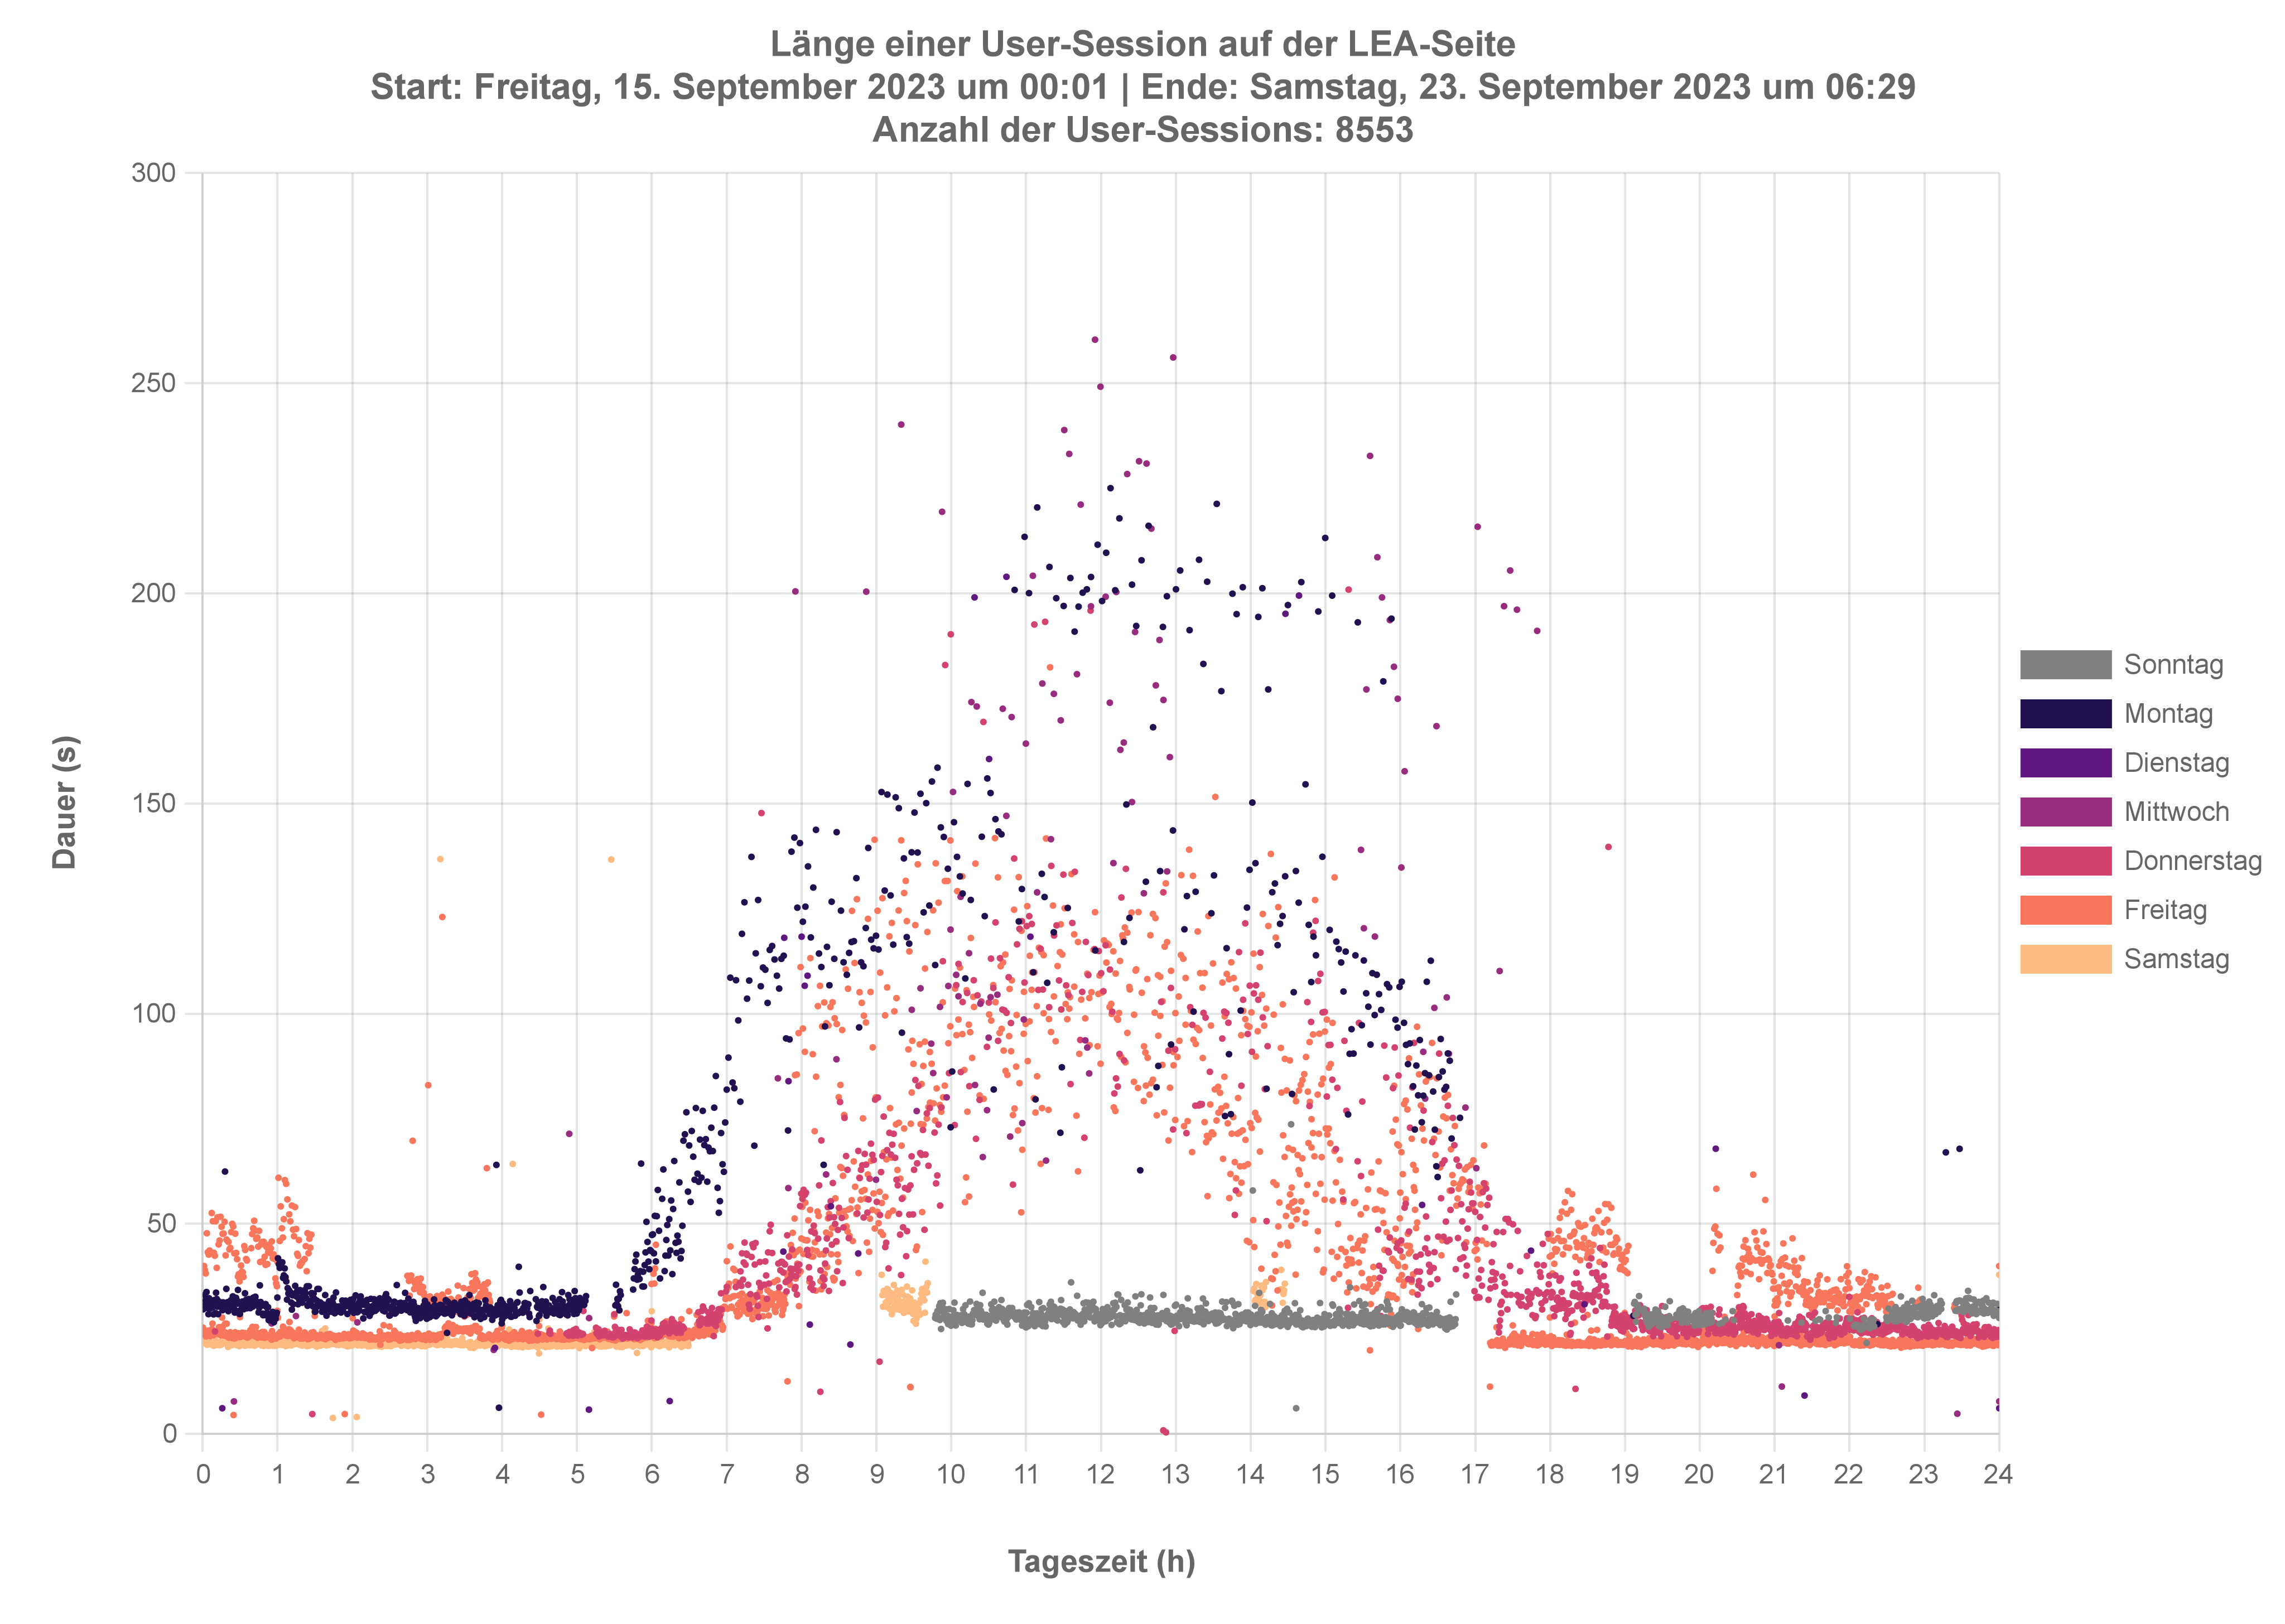 Länge einer User-Session auf der LEA-Seite
Start: Freitag, 15. September 2023 um 00:01 | Ende: Samstag, 23. September 2023 um 06:29
Anzahl der User-Sessions: 8553
300
250
200
150
100
50
0
Dauer (s)
0 1 2 3 4 5 6 7 8 9 10 11 12 13 14 15 16 17 18 19 20 21 22 23 24
Tageszeit (h)
Sonntag
Montag
Dienstag
Mittwoch
Donnerstag
Freitag
Samstag